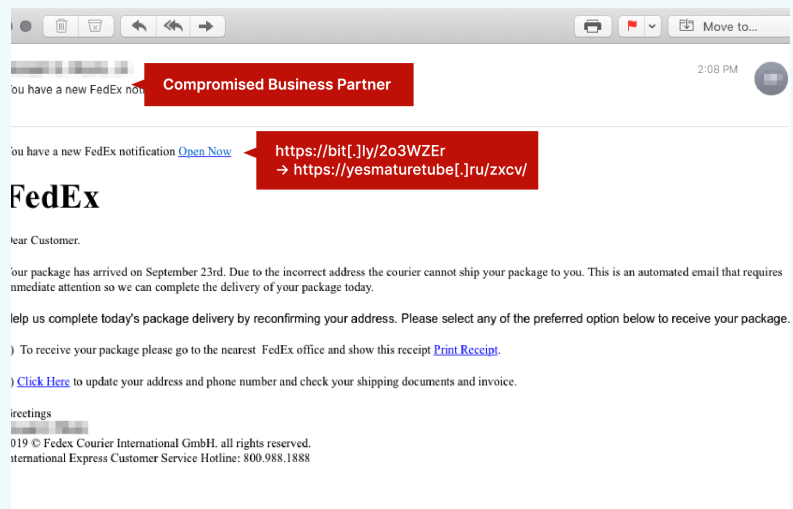 Move to...
2:08 PM
Compromised Business Partner
ou have a new FedEx
ou have a new FedEx notification Open Now
https://bit[.]ly/2o3WZEr
→ https://yesmaturetube[.]ru/zxcv/
FedEx
ear Customer.
our package has arrived on September 23rd. Due to the incorrect address the courier cannot ship your package to you. This is an automated email that requires
mmediate attention so we can complete the delivery of your package today.
elp us complete today's package delivery by reconfirming your address. Please select any of the preferred option below to receive your package.
) To receive your package please go to the nearest FedEx office and show this receipt Print Receipt.
) Click Here to update your address and phone number and check your shipping documents and invoice.
reetings
019 © Fedex Courier International GmbH. all rights reserved.
nternational Express Customer Service Hotline: 800.988.1888